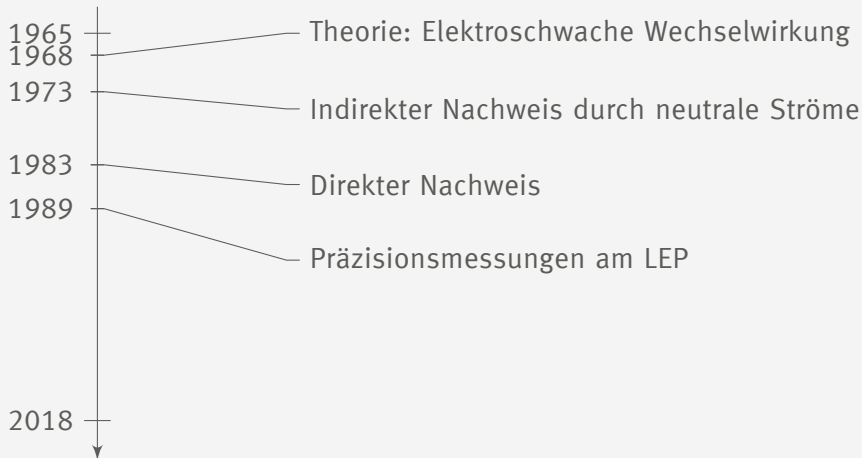 1965
Theorie: Elektroschwache Wechselwirkung
1968
1973
Indirekter Nachweis durch neutrale Ströme
1983
Direkter Nachweis
1989
Präzisionsmessungen am LEP
2018